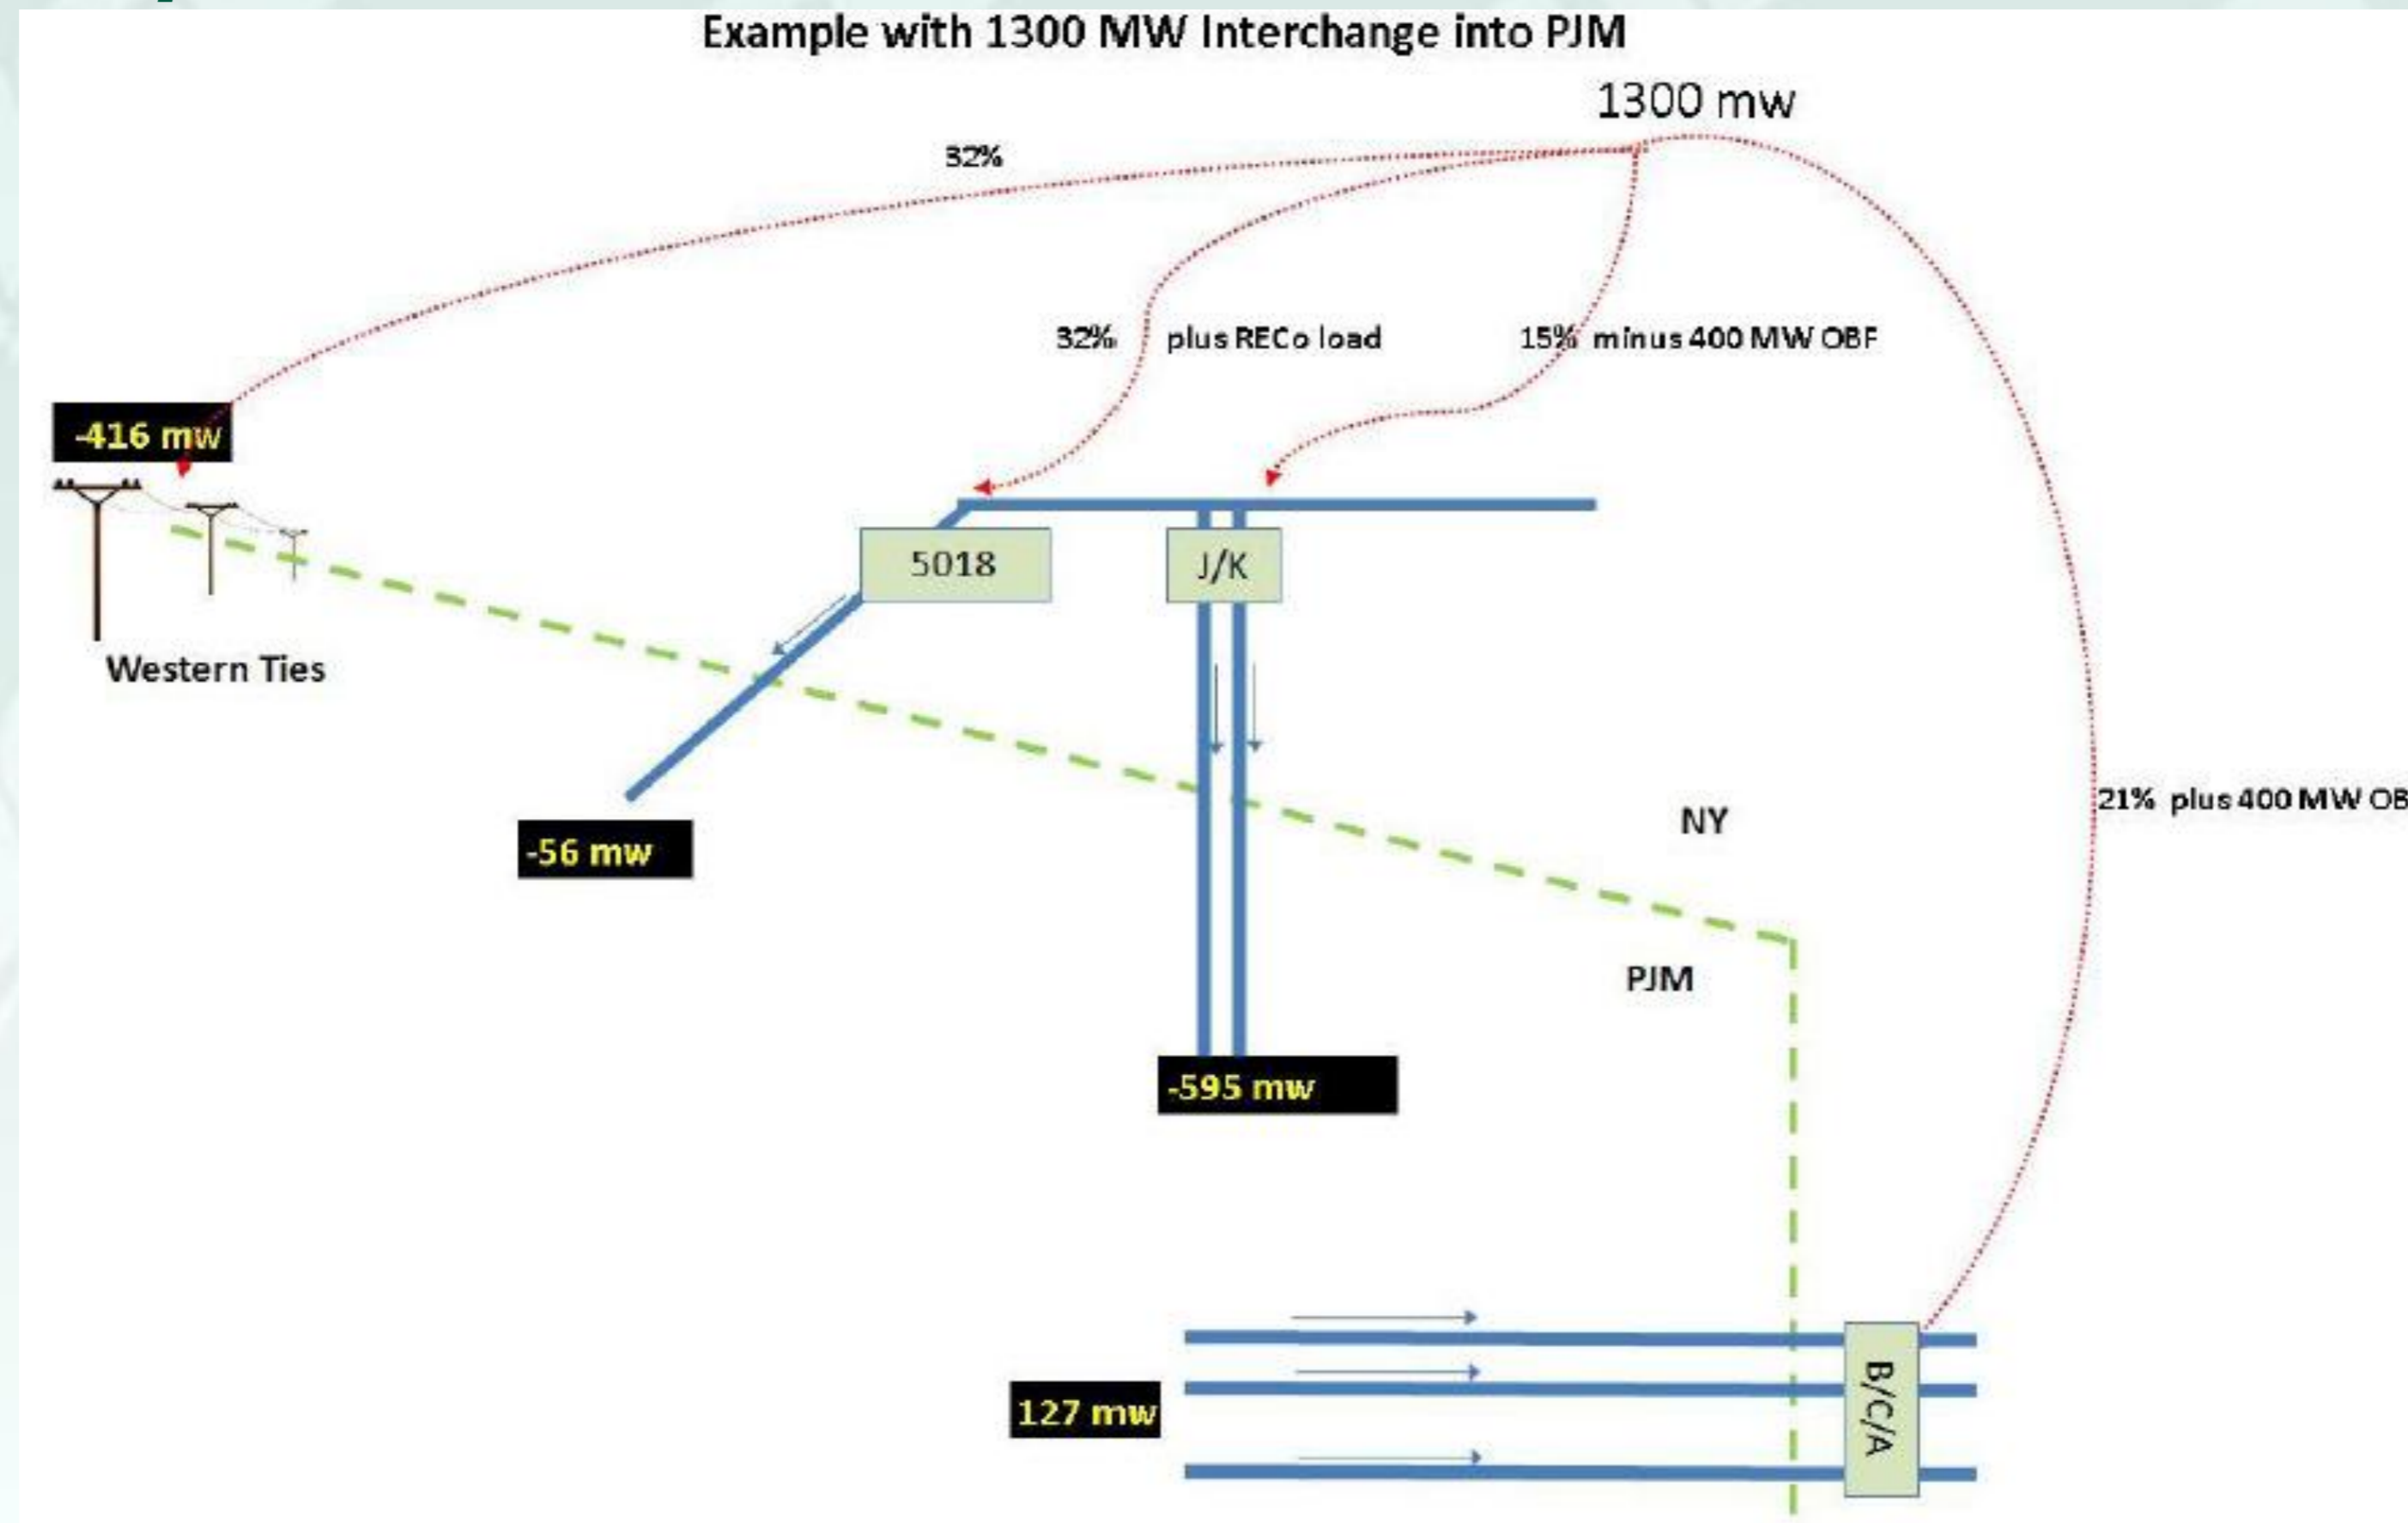 Example with 1300 MW Interchange into PJM
1300 mw
32%
32% plus RECo load
15% minus 400 MW OBF
-416 mw
5018
J/K
Western Ties
21% plus 400 MW OB
NY
-56 mw
PJM
-595 mw
B/C/A
127 mw